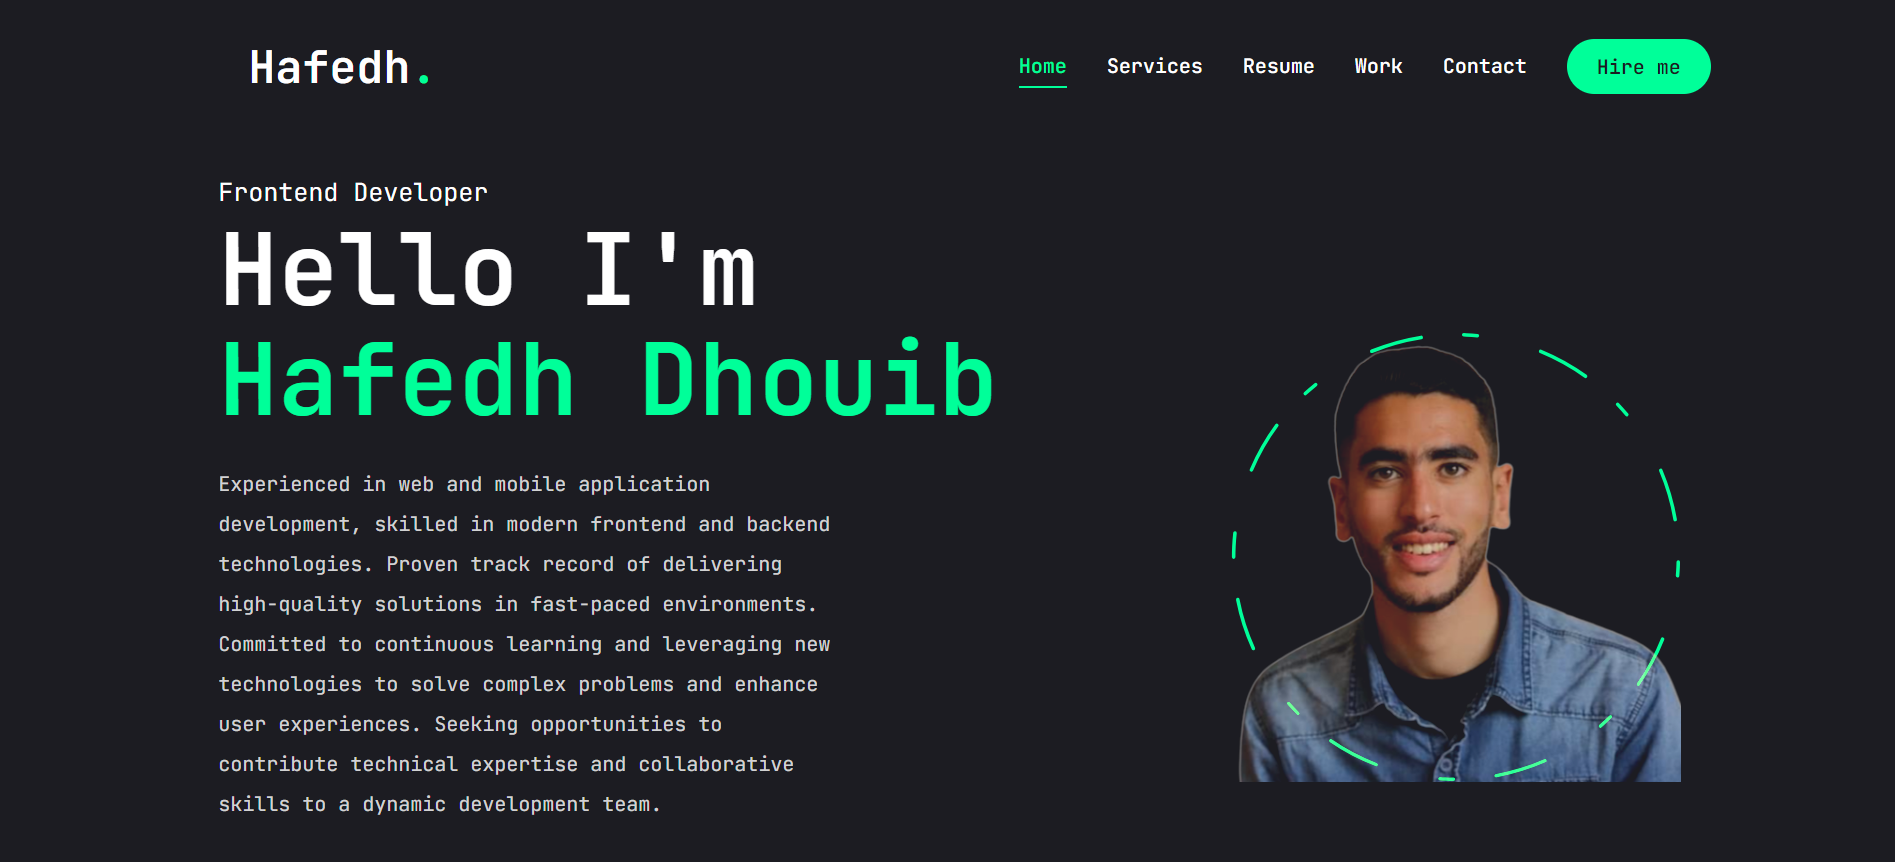 Hafedh.
Home Services Resume Work Contact Hire me
Frontend Developer
Hello I'm
Hafedh Dhouib
Experienced in web and mobile application
development, skilled in modern frontend and backend
technologies. Proven track record of delivering
high-quality solutions in fast-paced environments.
Committed to continuous learning and leveraging new
technologies to solve complex problems and enhance
user experiences. Seeking opportunities to
contribute technical expertise and collaborative
skills to a dynamic development team.